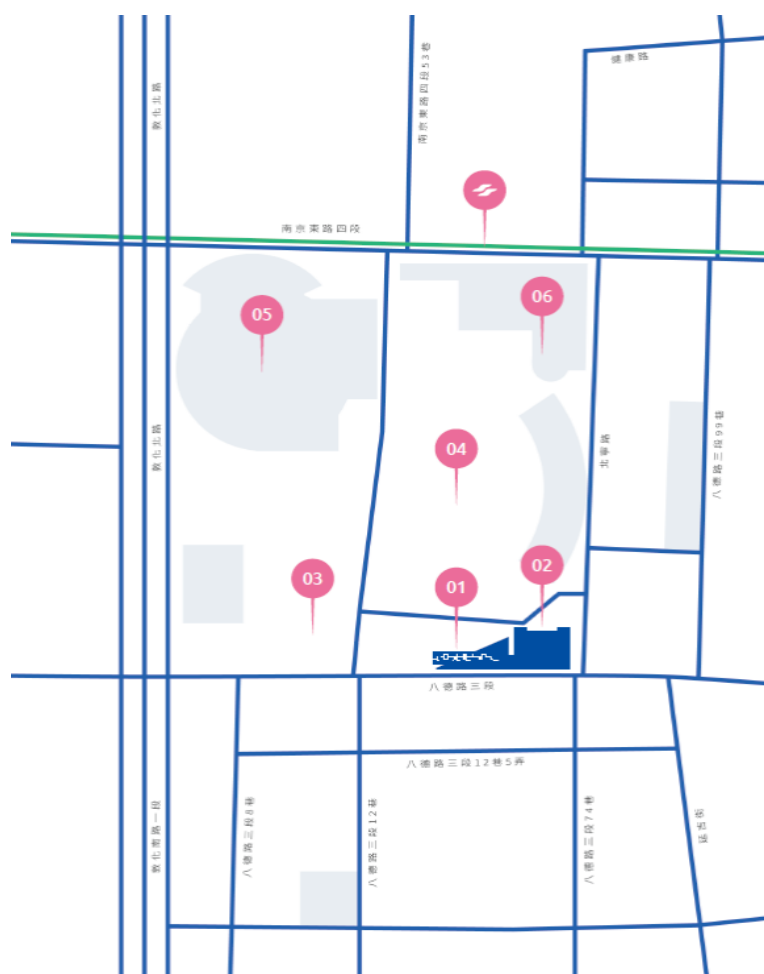 健康路
敦化北路
南京東路四段53巷
南京東路四段
06
05
04
敦化北路
北寧路
八德路三段99巷
02
03
01
八德路三段
八德路三段12巷5弄
敦化南路一段
八德路三段8巷
八德路三段12巷
八德路三段74巷
延吉街